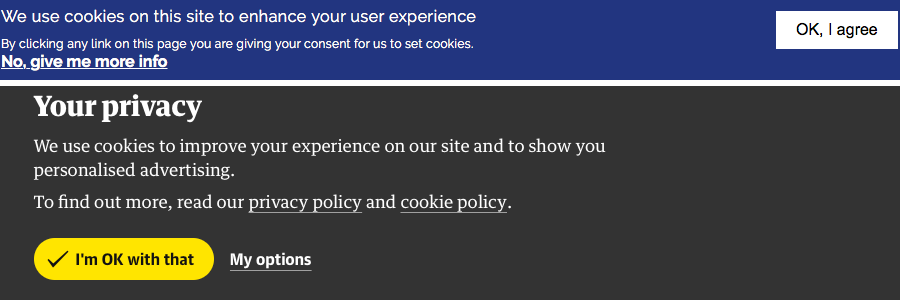 We use cookies on this site to enhance your user experience
OK, I agree
By clicking any link on this page you are giving your consent for us to set cookies.
No, give me more info
Your privacy
We use cookies to improve your experience on our site and to show you
personalised advertising.
To find out more, read our privacy policy and cookie policy.
I'm OK with that
My options